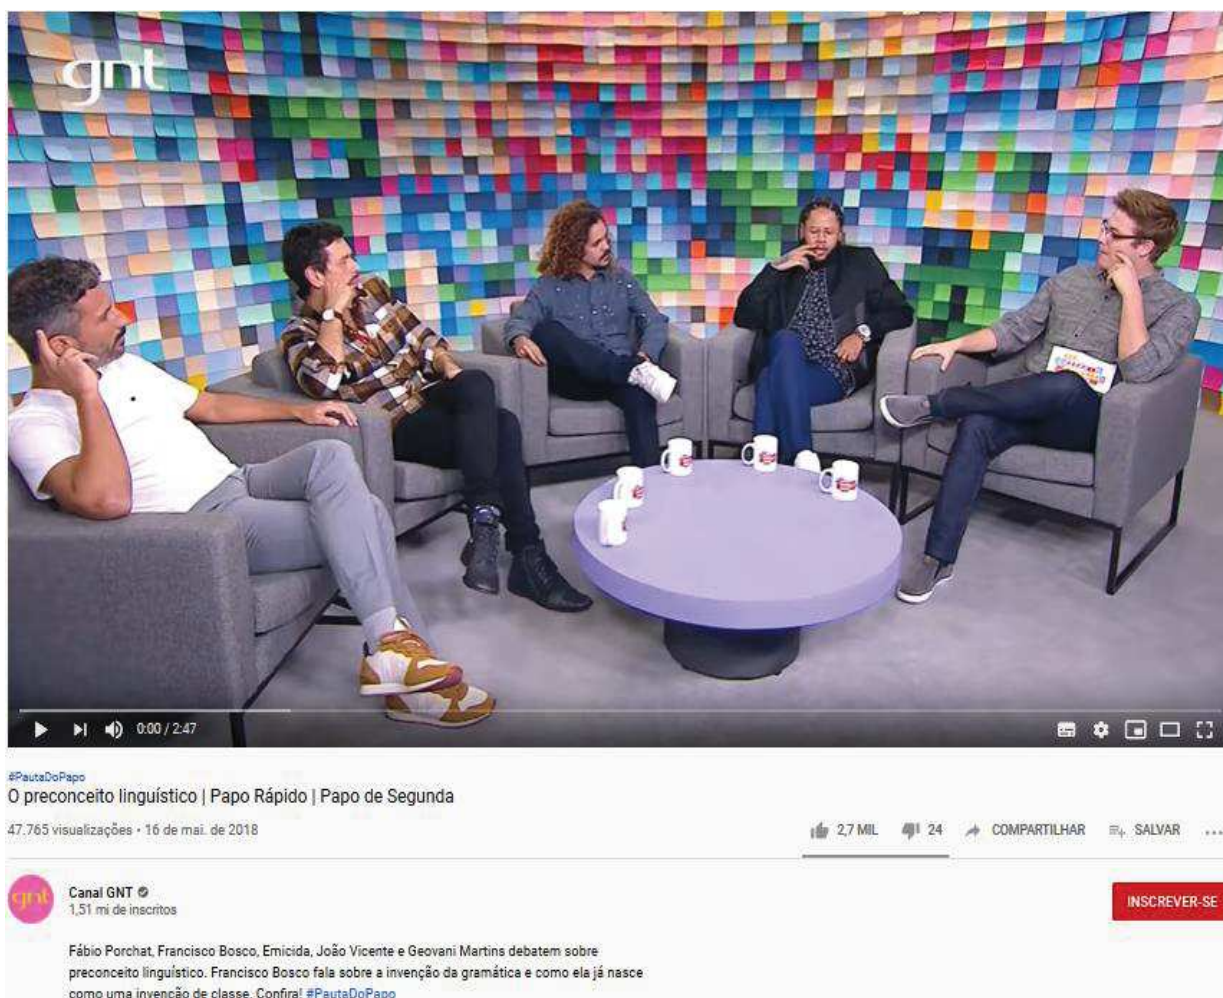 gnt
0:00 / 2:47
#PautaDoPapo
O preconceito linguístico | Papo Rápido | Papo de Segunda
47.765 visualizações • 16 de mai. de 2018
2,7 MIL 24 COMPARTILHAR SALVAR ...
gnt
Canal GNT
1,51 mi de inscritos
INSCREVER-SE
Fábio Porchat, Francisco Bosco, Emicida, João Vicente e Geovani Martins debatem sobre
preconceito linguístico. Francisco Bosco fala sobre a invenção da gramática e como ela já nasce
como uma invenção de classe. Confira! #PautaDoPapo